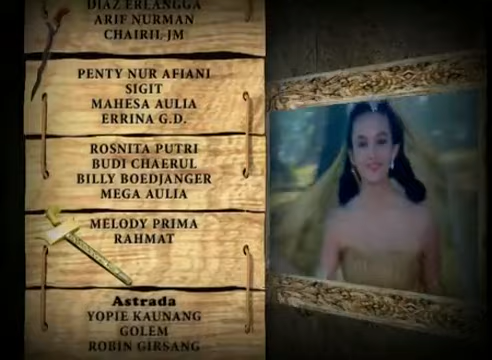 DIAZ ERLANGGA
ARIF NURMAN
CHAIRIL JM
PENTY NUR AFIANI
SIGIT
MAHESA AULIA
ERRINA G.D.
ROSNITA PUTRI
BUDI CHAERUL
BILLY BOEDJANGER
MEGA AULIA
MELODY PRIMA
RAHMAT
Astrada
YOPIE KAUNANG
GOLEM
ROBIN GIRSANG